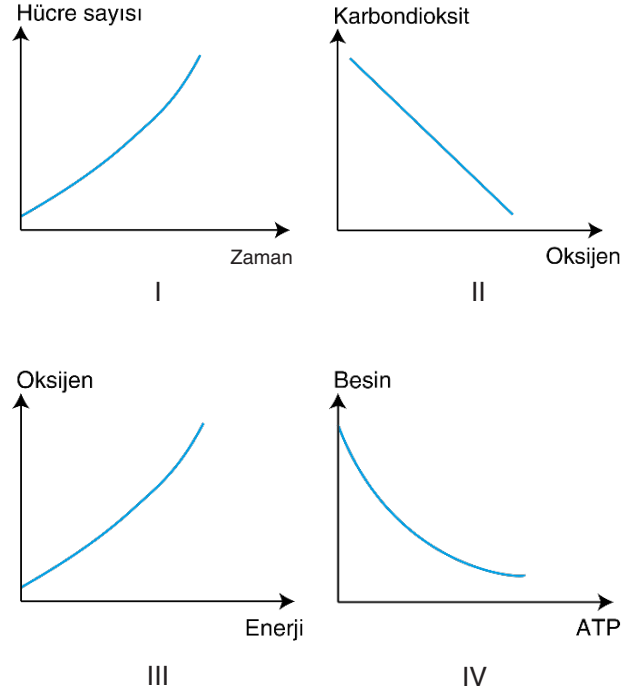 Hücre sayısı
Zaman
I
Karbondioksit
Oksijen
II
Oksijen
Enerji
III
Besin
ATP
IV